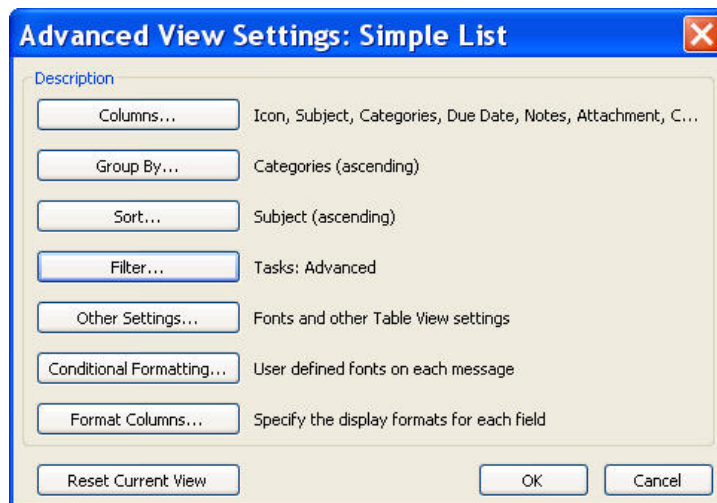 Advanced View Settings: Simple List
Description
Columns... Icon, Subject, Categories, Due Date, Notes, Attachment, C...
Group By... Categories (ascending)
Sort... Subject (ascending)
Filter... Tasks: Advanced
Other Settings... Fonts and other Table View settings
Conditional Formatting... User defined fonts on each message
Format Columns... Specify the display formats for each field
Reset Current View OK Cancel